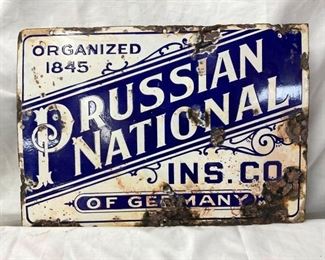 ORGANIZED
1845
PRUSSIAN
NATIONAL
INS. CO
OF GERMANY